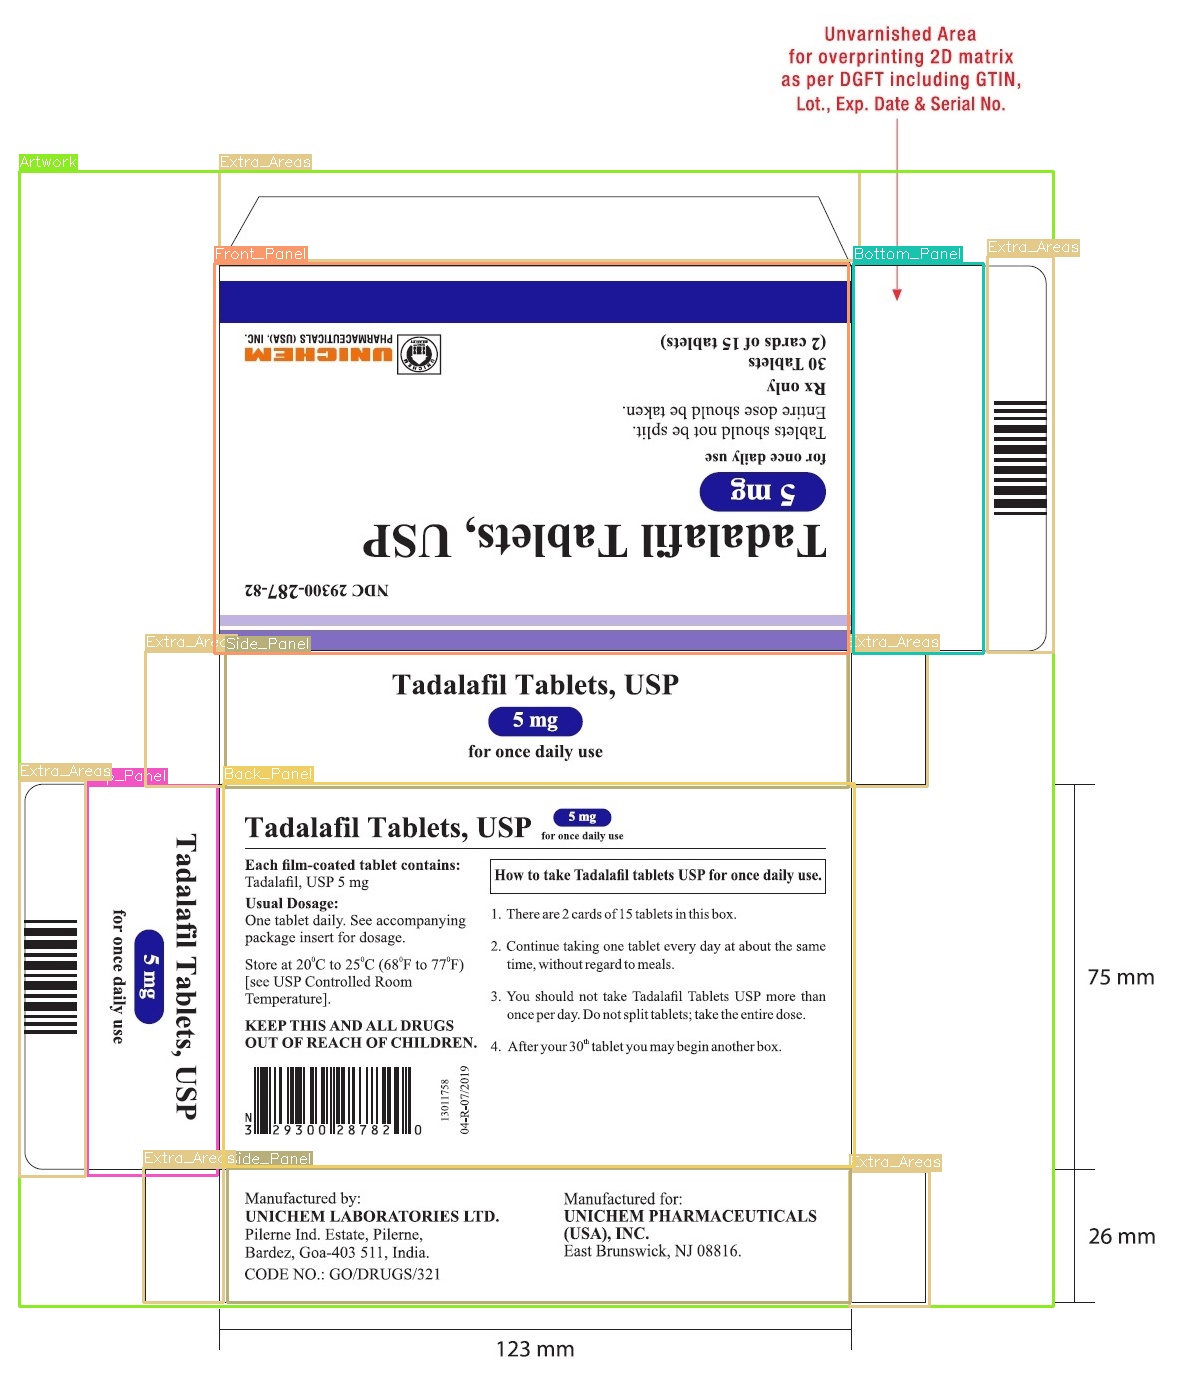 Unvarnished Area
for overprinting 2D matrix
as per DGFT including GTIN,
Lot., Exp. Date & Serial No.
Artwork
Extra_Areas
Front_Panel
Bottom_Panel
Extra_Areas
UNICHEM
PHARMACEUTICALS (USA), INC.
NDC 29300-287-82
Tadalafil Tablets, USP
5 mg
for once daily use
Tablets should not be split.
Entire dose should be taken.
Rx only
30 Tablets
(2 cards of 15 tablets)
Extra_Areas
Side_Panel
Extra_Areas
Tadalafil Tablets, USP
5 mg
for once daily use
Extra_Areas
p_Panel
Back_Panel
Tadalafil Tablets, USP
5 mg
for once daily use
Tadalafil Tablets, USP
5 mg
for once daily use
Each film-coated tablet contains:
Tadalafil, USP 5 mg
Usual Dosage:
One tablet daily. See accompanying
package insert for dosage.
Store at 20⁰C to 25⁰C (68⁰F to 77⁰F)
[see USP Controlled Room
Temperature].
KEEP THIS AND ALL DRUGS
OUT OF REACH OF CHILDREN.
N
3 29300 28782 0
13011758
04-R-07/2019
How to take Tadalafil tablets USP for once daily use.
1. There are 2 cards of 15 tablets in this box.
2. Continue taking one tablet every day at about the same
time, without regard to meals.
3. You should not take Tadalafil Tablets USP more than
once per day. Do not split tablets; take the entire dose.
4. After your 30th tablet you may begin another box.
75 mm
Extra_Areas
ide_Panel
Extra_Areas
Manufactured by:
UNICHEM LABORATORIES LTD.
Pilerne Ind. Estate, Pilerne,
Bardez, Goa-403 511, India.
CODE NO.: GO/DRUGS/321
Manufactured for:
UNICHEM PHARMACEUTICALS
(USA), INC.
East Brunswick, NJ 08816.
26 mm
123 mm